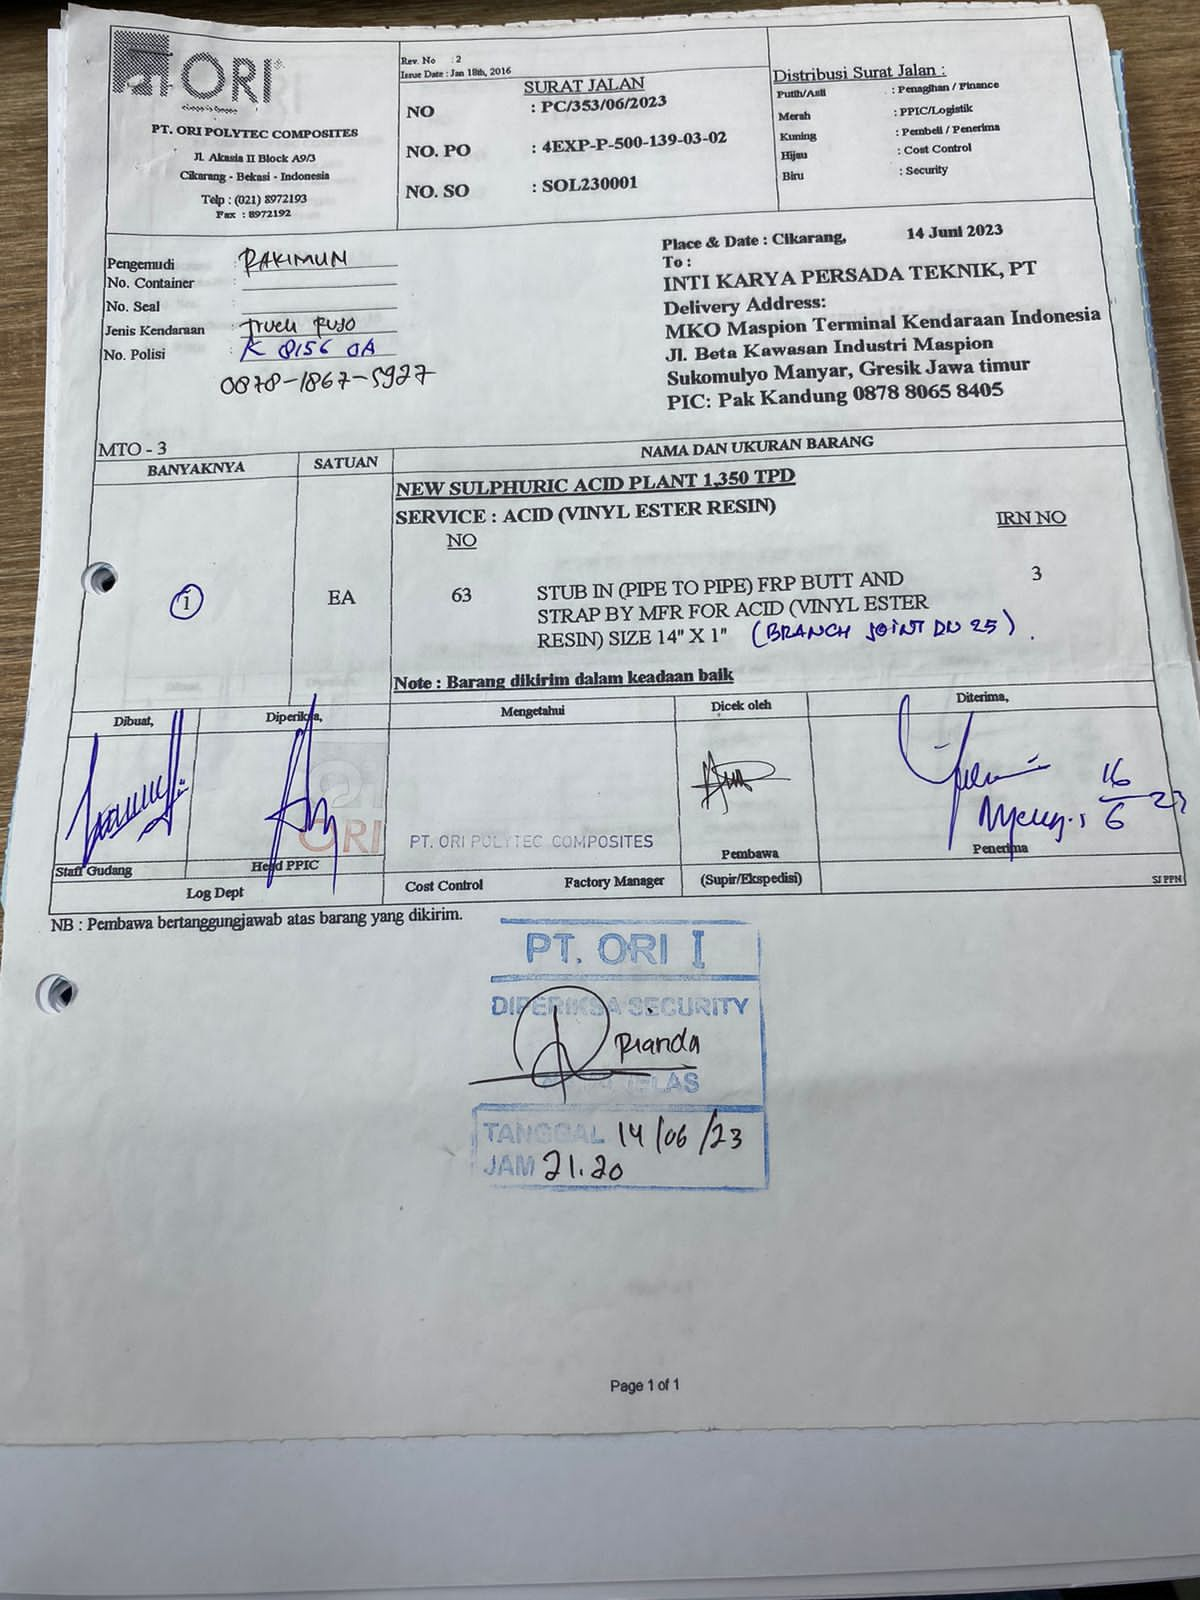 ORI
PT. ORI POLYTEC COMPOSITES
Jl. Akasia II Block A9/3
Cikarang - Bekasi - Indonesia
Telp : (021) 8972193
Fax : 8972192
Rev. No : 2
Issue Date : Jan 18th, 2016
SURAT JALAN
NO : PC/353/06/2023
NO. PO : 4EXP-P-500-139-03-02
NO. SO : SOL230001
Distribusi Surat Jalan :
Putih/Asli : Penagihan / Finance
Merah : PPIC/Logistik
Kuning : Pembeli / Penerima
Hijau : Cost Control
Biru : Security
Pengemudi : RAKIMUN
No. Container :
No. Seal :
Jenis Kendaraan : Truck Fuso
No. Polisi : K 8156 OA
0878-1867-5927
Place & Date : Cikarang, 14 Juni 2023
To :
INTI KARYA PERSADA TEKNIK, PT
Delivery Address:
MKO Maspion Terminal Kendaraan Indonesia
Jl. Beta Kawasan Industri Maspion
Sukomulyo Manyar, Gresik Jawa timur
PIC: Pak Kandung 0878 8065 8405
MTO - 3
BANYAKNYA SATUAN NAMA DAN UKURAN BARANG
NEW SULPHURIC ACID PLANT 1,350 TPD
SERVICE : ACID (VINYL ESTER RESIN)
NO IRN NO
1 EA 63 STUB IN (PIPE TO PIPE) FRP BUTT AND 3
STRAP BY MFR FOR ACID (VINYL ESTER
RESIN) SIZE 14" X 1" (BRANCH JOINT DN 25).
Note : Barang dikirim dalam keadaan baik
Dibuat, Diperiksa, Mengetahui Dicek oleh Diterima,
16/6 23
ORI
PT. ORI POLYTEC COMPOSITES
Staff Gudang Head PPIC Pembawa Penerima
Log Dept Cost Control Factory Manager (Supir/Ekspedisi) SJ PPN
NB : Pembawa bertanggungjawab atas barang yang dikirim.
PT. ORI I
DIPERIKSA SECURITY
Rianda
TANGGAL 14/06/23
JAM 21.20
Page 1 of 1